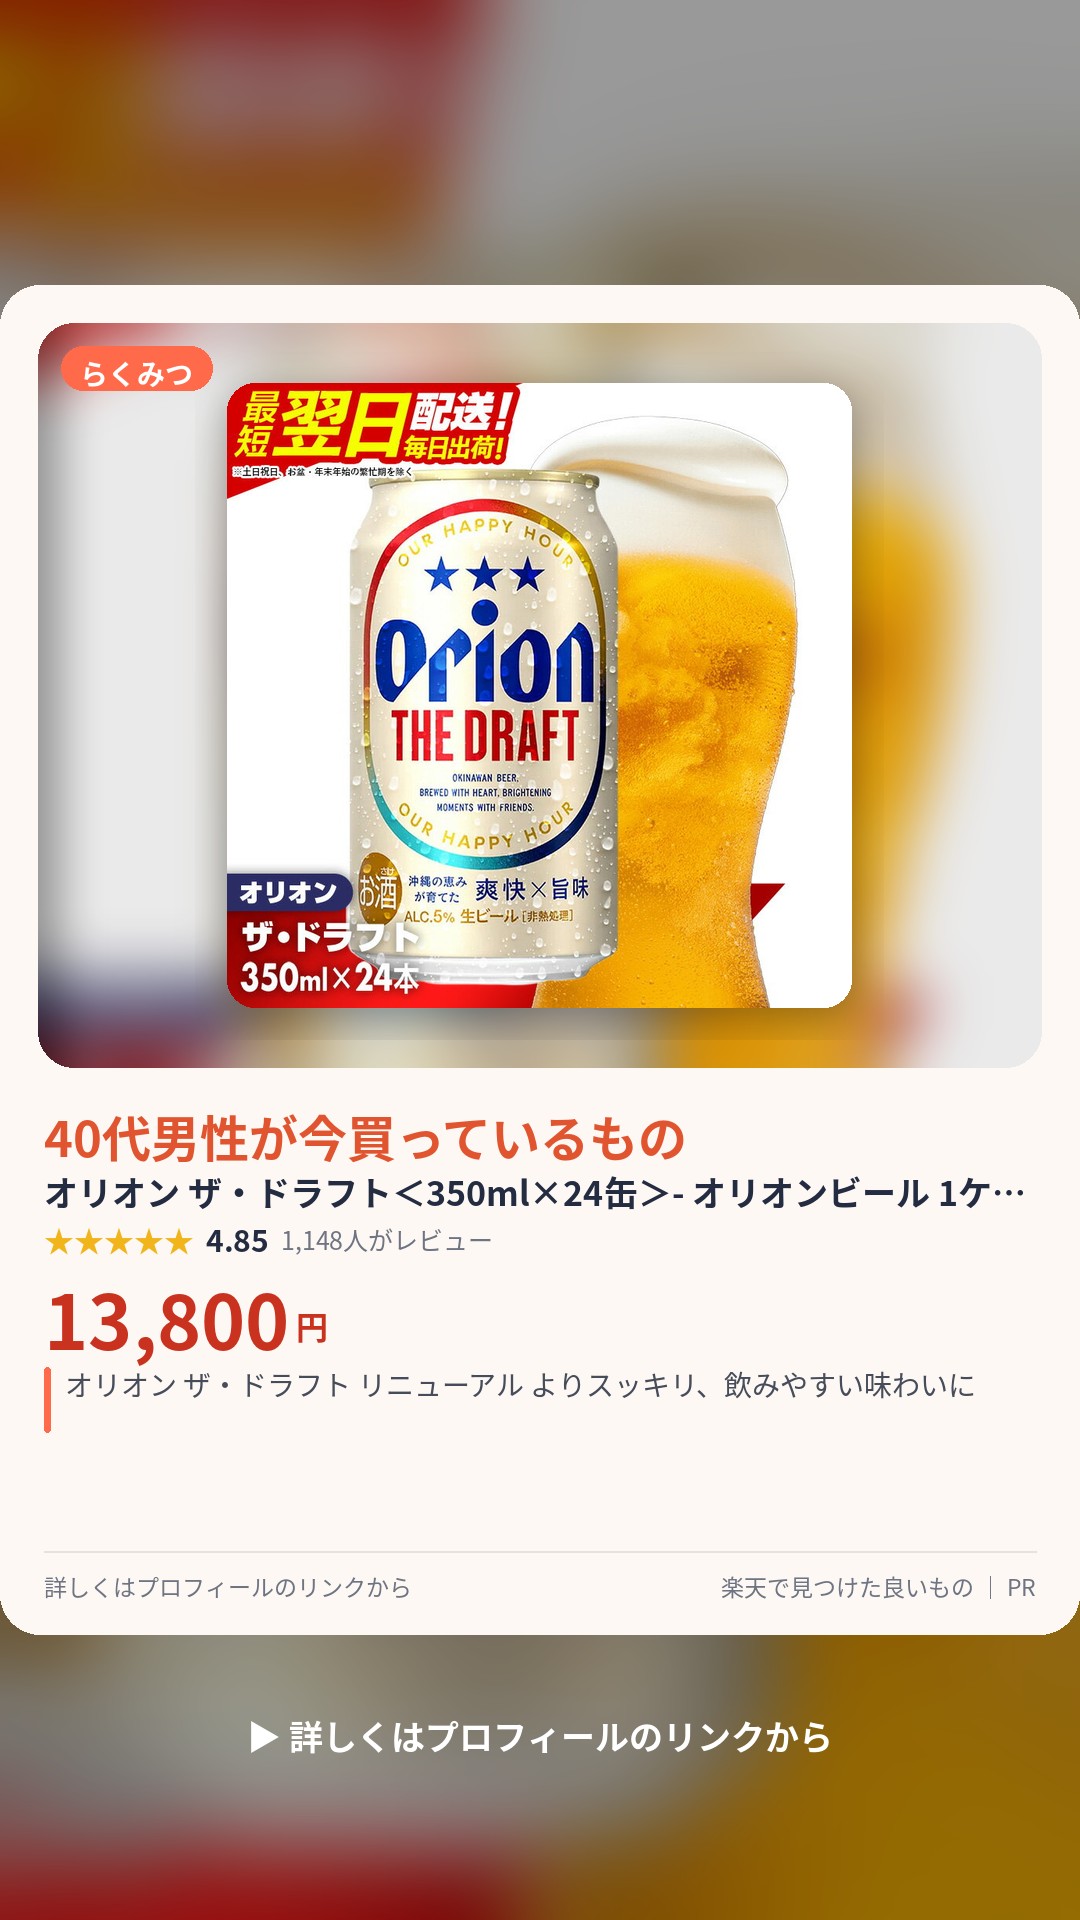 らくみつ
最短翌日配送!
毎日出荷!
※土日祝日、お盆・年末年始の繁忙期を除く
OUR HAPPY HOUR
Orion
THE DRAFT
OKINAWAN BEER,
BREWED WITH HEART, BRIGHTENING
MOMENTS WITH FRIENDS.
OUR HAPPY HOUR
お酒
沖縄の恵み
が育てた
爽快×旨味
ALC.5% 生ビール[非熱処理]
オリオン
ザ・ドラフト
350ml×24本
40代男性が今買っているもの
オリオン ザ・ドラフト<350ml×24缶>- オリオンビール 1ケ…
★★★★★ 4.85 1,148人がレビュー
13,800円
オリオン ザ・ドラフト リニューアル よりスッキリ、飲みやすい味わいに
詳しくはプロフィールのリンクから
楽天で見つけた良いもの | PR
▶ 詳しくはプロフィールのリンクから